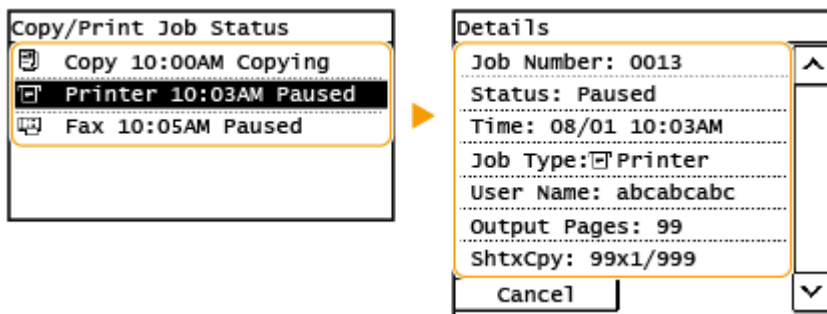 Copy/Print Job Status
Copy 10:00AM Copying
Printer 10:03AM Paused
Fax 10:05AM Paused
Details
Job Number: 0013
Status: Paused
Time: 08/01 10:03AM
Job Type: Printer
User Name: abcabcabc
Output Pages: 99
ShtxCpy: 99x1/999
Cancel